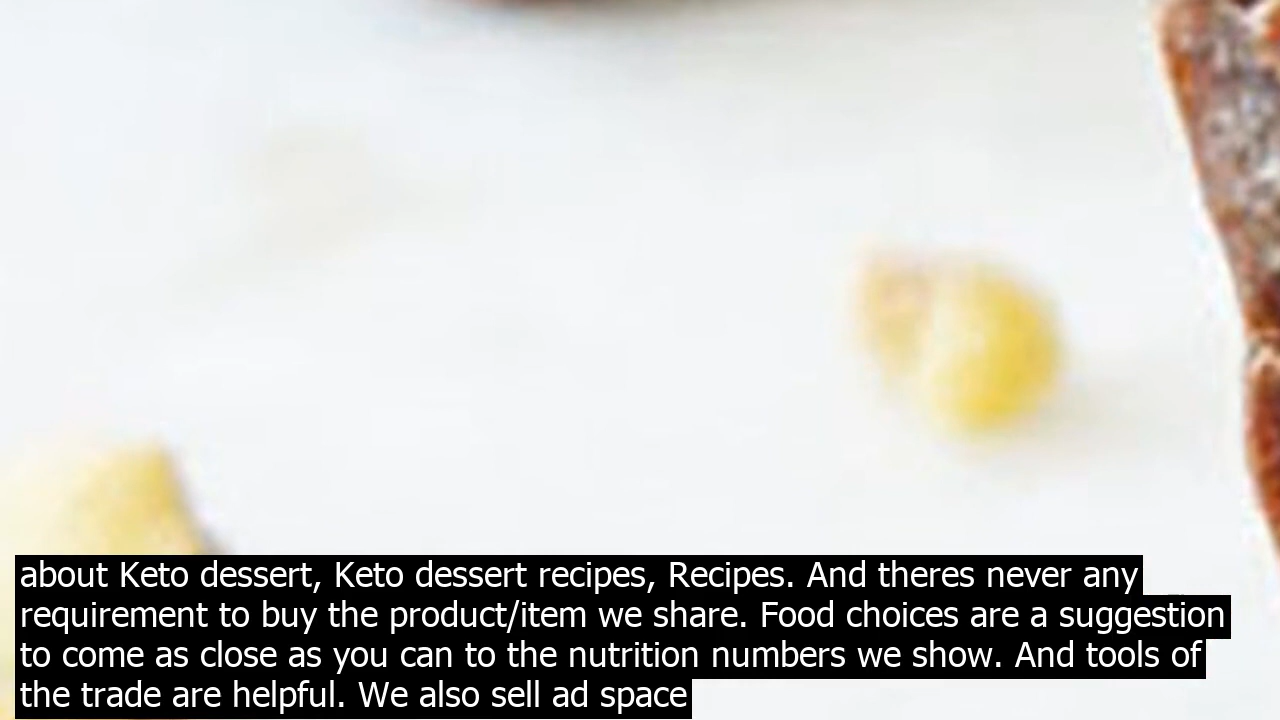 about Keto dessert, Keto dessert recipes, Recipes. And theres never any
requirement to buy the product/item we share. Food choices are a suggestion
to come as close as you can to the nutrition numbers we show. And tools of
the trade are helpful. We also sell ad space